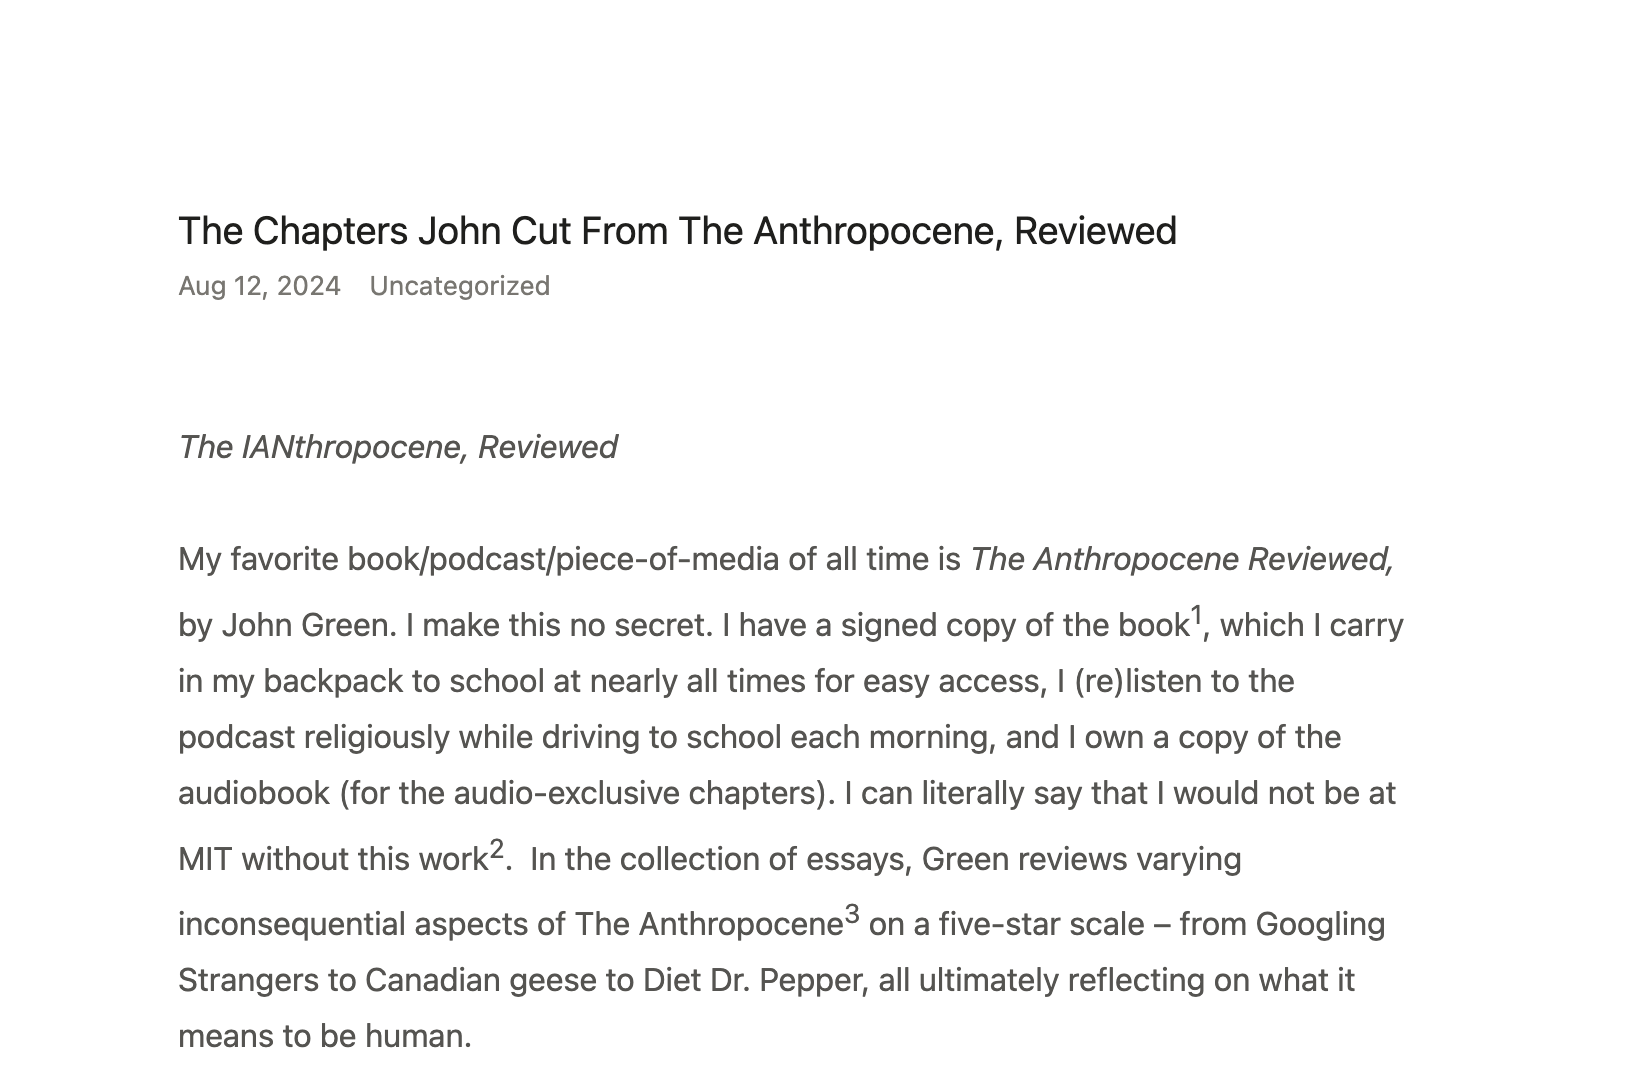 The Chapters John Cut From The Anthropocene, Reviewed
Aug 12, 2024 Uncategorized
The IANthropocene, Reviewed
My favorite book/podcast/piece-of-media of all time is The Anthropocene Reviewed,
by John Green. I make this no secret. I have a signed copy of the book1, which I carry
in my backpack to school at nearly all times for easy access, I (re)listen to the
podcast religiously while driving to school each morning, and I own a copy of the
audiobook (for the audio-exclusive chapters). I can literally say that I would not be at
MIT without this work2.  In the collection of essays, Green reviews varying
inconsequential aspects of The Anthropocene3 on a five-star scale – from Googling
Strangers to Canadian geese to Diet Dr. Pepper, all ultimately reflecting on what it
means to be human.